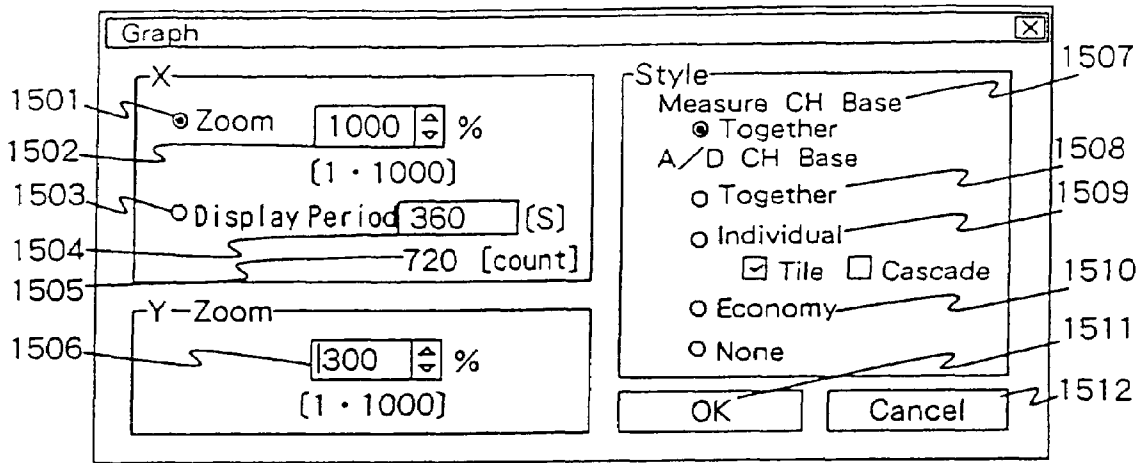 Graph
X
1501
Zoom 1000 %
1502
[1 · 1000]
1503
Display Period 360 [S]
1504
720 [count]
1505
Y-Zoom
1506
300 %
[1 · 1000]
Style
1507
Measure CH Base
Together
A/D CH Base
1508
Together
1509
Individual
Tile Cascade
1510
Economy
1511
None
OK Cancel
1512